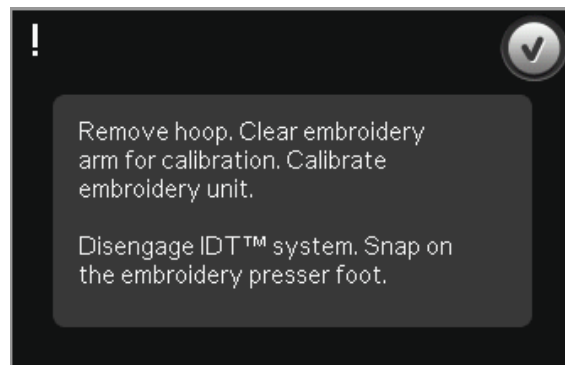 !
Remove hoop. Clear embroidery
arm for calibration. Calibrate
embroidery unit.
Disengage IDT™ system. Snap on
the embroidery presser foot.